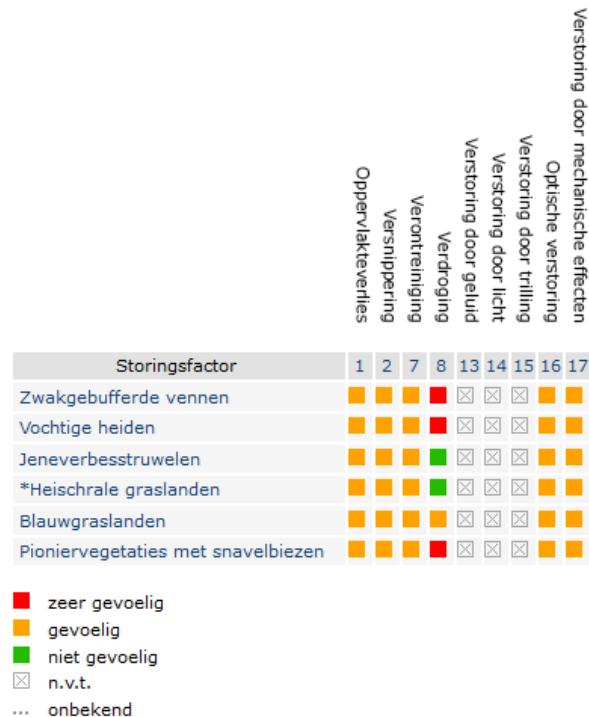 Oppervlakteverlies
Versnippering
Verontreiniging
Verdroging
Verstoring door geluid
Verstoring door licht
Verstoring door trilling
Optische verstoring
Verstoring door mechanische effecten
Storingsfactor 1 2 7 8 13 14 15 16 17
Zwakgebufferde vennen
Vochtige heiden
Jeneverbesstruwelen
*Heischrale graslanden
Blauwgraslanden
Pioniervegetaties met snavelbiezen
zeer gevoelig
gevoelig
niet gevoelig
n.v.t.
... onbekend